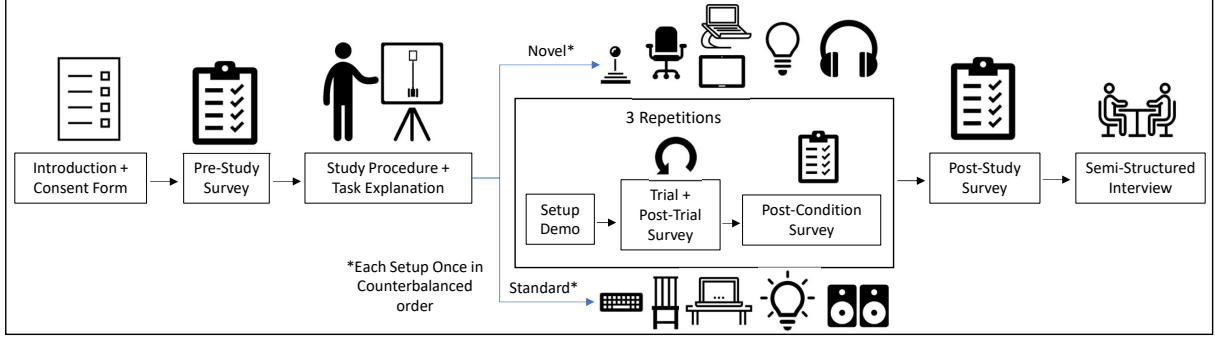 Introduction +
Consent Form
Pre-Study
Survey
Study Procedure +
Task Explanation
Novel*
3 Repetitions
Setup
Demo
Trial +
Post-Trial
Survey
Post-Condition
Survey
*Each Setup Once in
Counterbalanced
order
Standard*
Post-Study
Survey
Semi-Structured
Interview